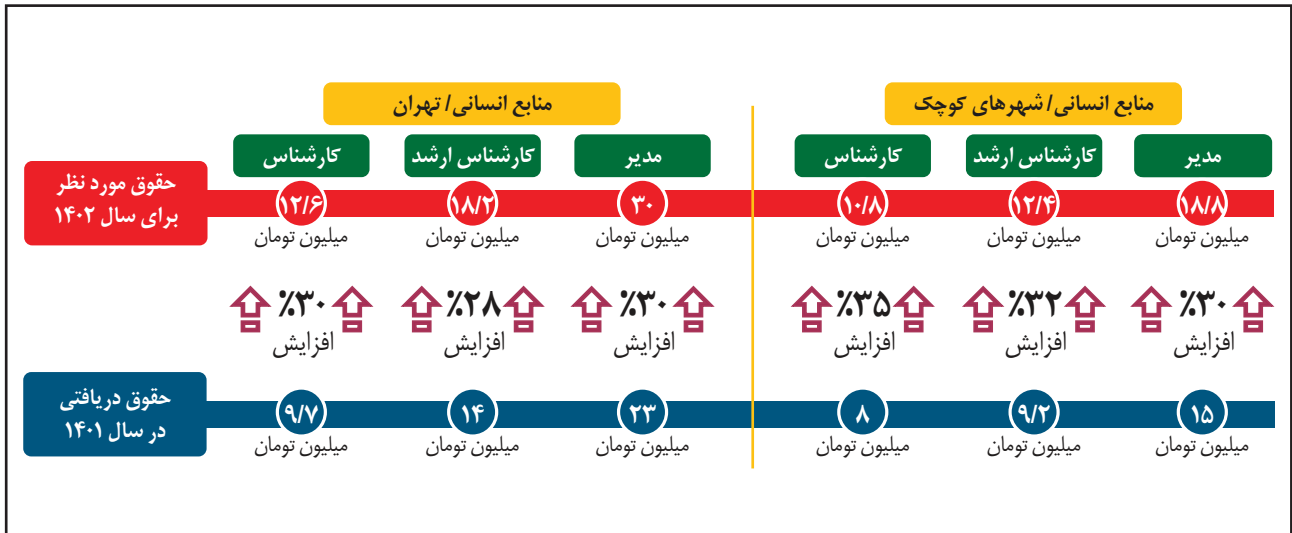 منابع انسانی/ شهرهای کوچک
منابع انسانی/ تهران
مدیر
کارشناس ارشد
کارشناس
مدیر
کارشناس ارشد
کارشناس
حقوق مورد نظر
برای سال ۱۴۰۲
۱۸/۸
۱۲/۴
۱۰/۸
۳۰
۱۸/۲
۱۲/۶
میلیون تومان
میلیون تومان
میلیون تومان
میلیون تومان
میلیون تومان
میلیون تومان
٪۳۰
٪۳۲
٪۳۵
٪۳۰
٪۲۸
٪۳۰
افزایش
افزایش
افزایش
افزایش
افزایش
افزایش
حقوق دریافتی
در سال ۱۴۰۱
۱۵
۹/۲
۸
۲۳
۱۴
۹/۷
میلیون تومان
میلیون تومان
میلیون تومان
میلیون تومان
میلیون تومان
میلیون تومان